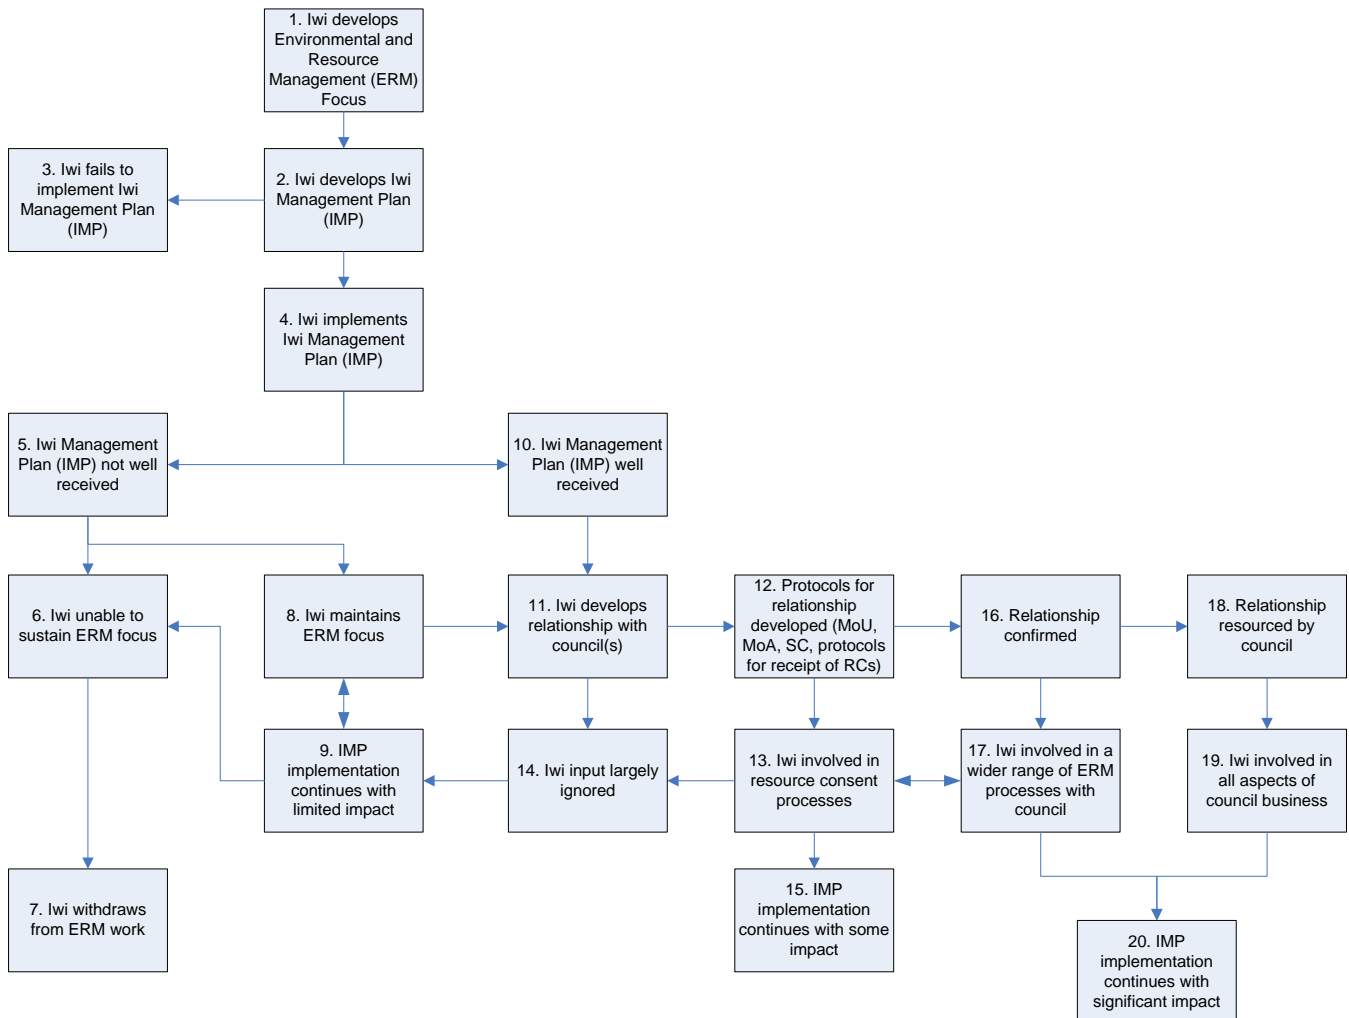 1. Iwi develops
Environmental and
Resource
Management (ERM)
Focus
3. Iwi fails to
implement Iwi
Management Plan
(IMP)
2. Iwi develops Iwi
Management Plan
(IMP)
4. Iwi implements
Iwi Management
Plan (IMP)
5. Iwi Management
Plan (IMP) not well
received
10. Iwi Management
Plan (IMP) well
received
6. Iwi unable to
sustain ERM focus
8. Iwi maintains
ERM focus
11. Iwi develops
relationship with
council(s)
12. Protocols for
relationship
developed (MoU,
MoA, SC, protocols
for receipt of RCs)
16. Relationship
confirmed
18. Relationship
resourced by
council
9. IMP
implementation
continues with
limited impact
14. Iwi input largely
ignored
13. Iwi involved in
resource consent
processes
17. Iwi involved in a
wider range of ERM
processes with
council
19. Iwi involved in
all aspects of
council business
7. Iwi withdraws
from ERM work
15. IMP
implementation
continues with some
impact
20. IMP
implementation
continues with
significant impact